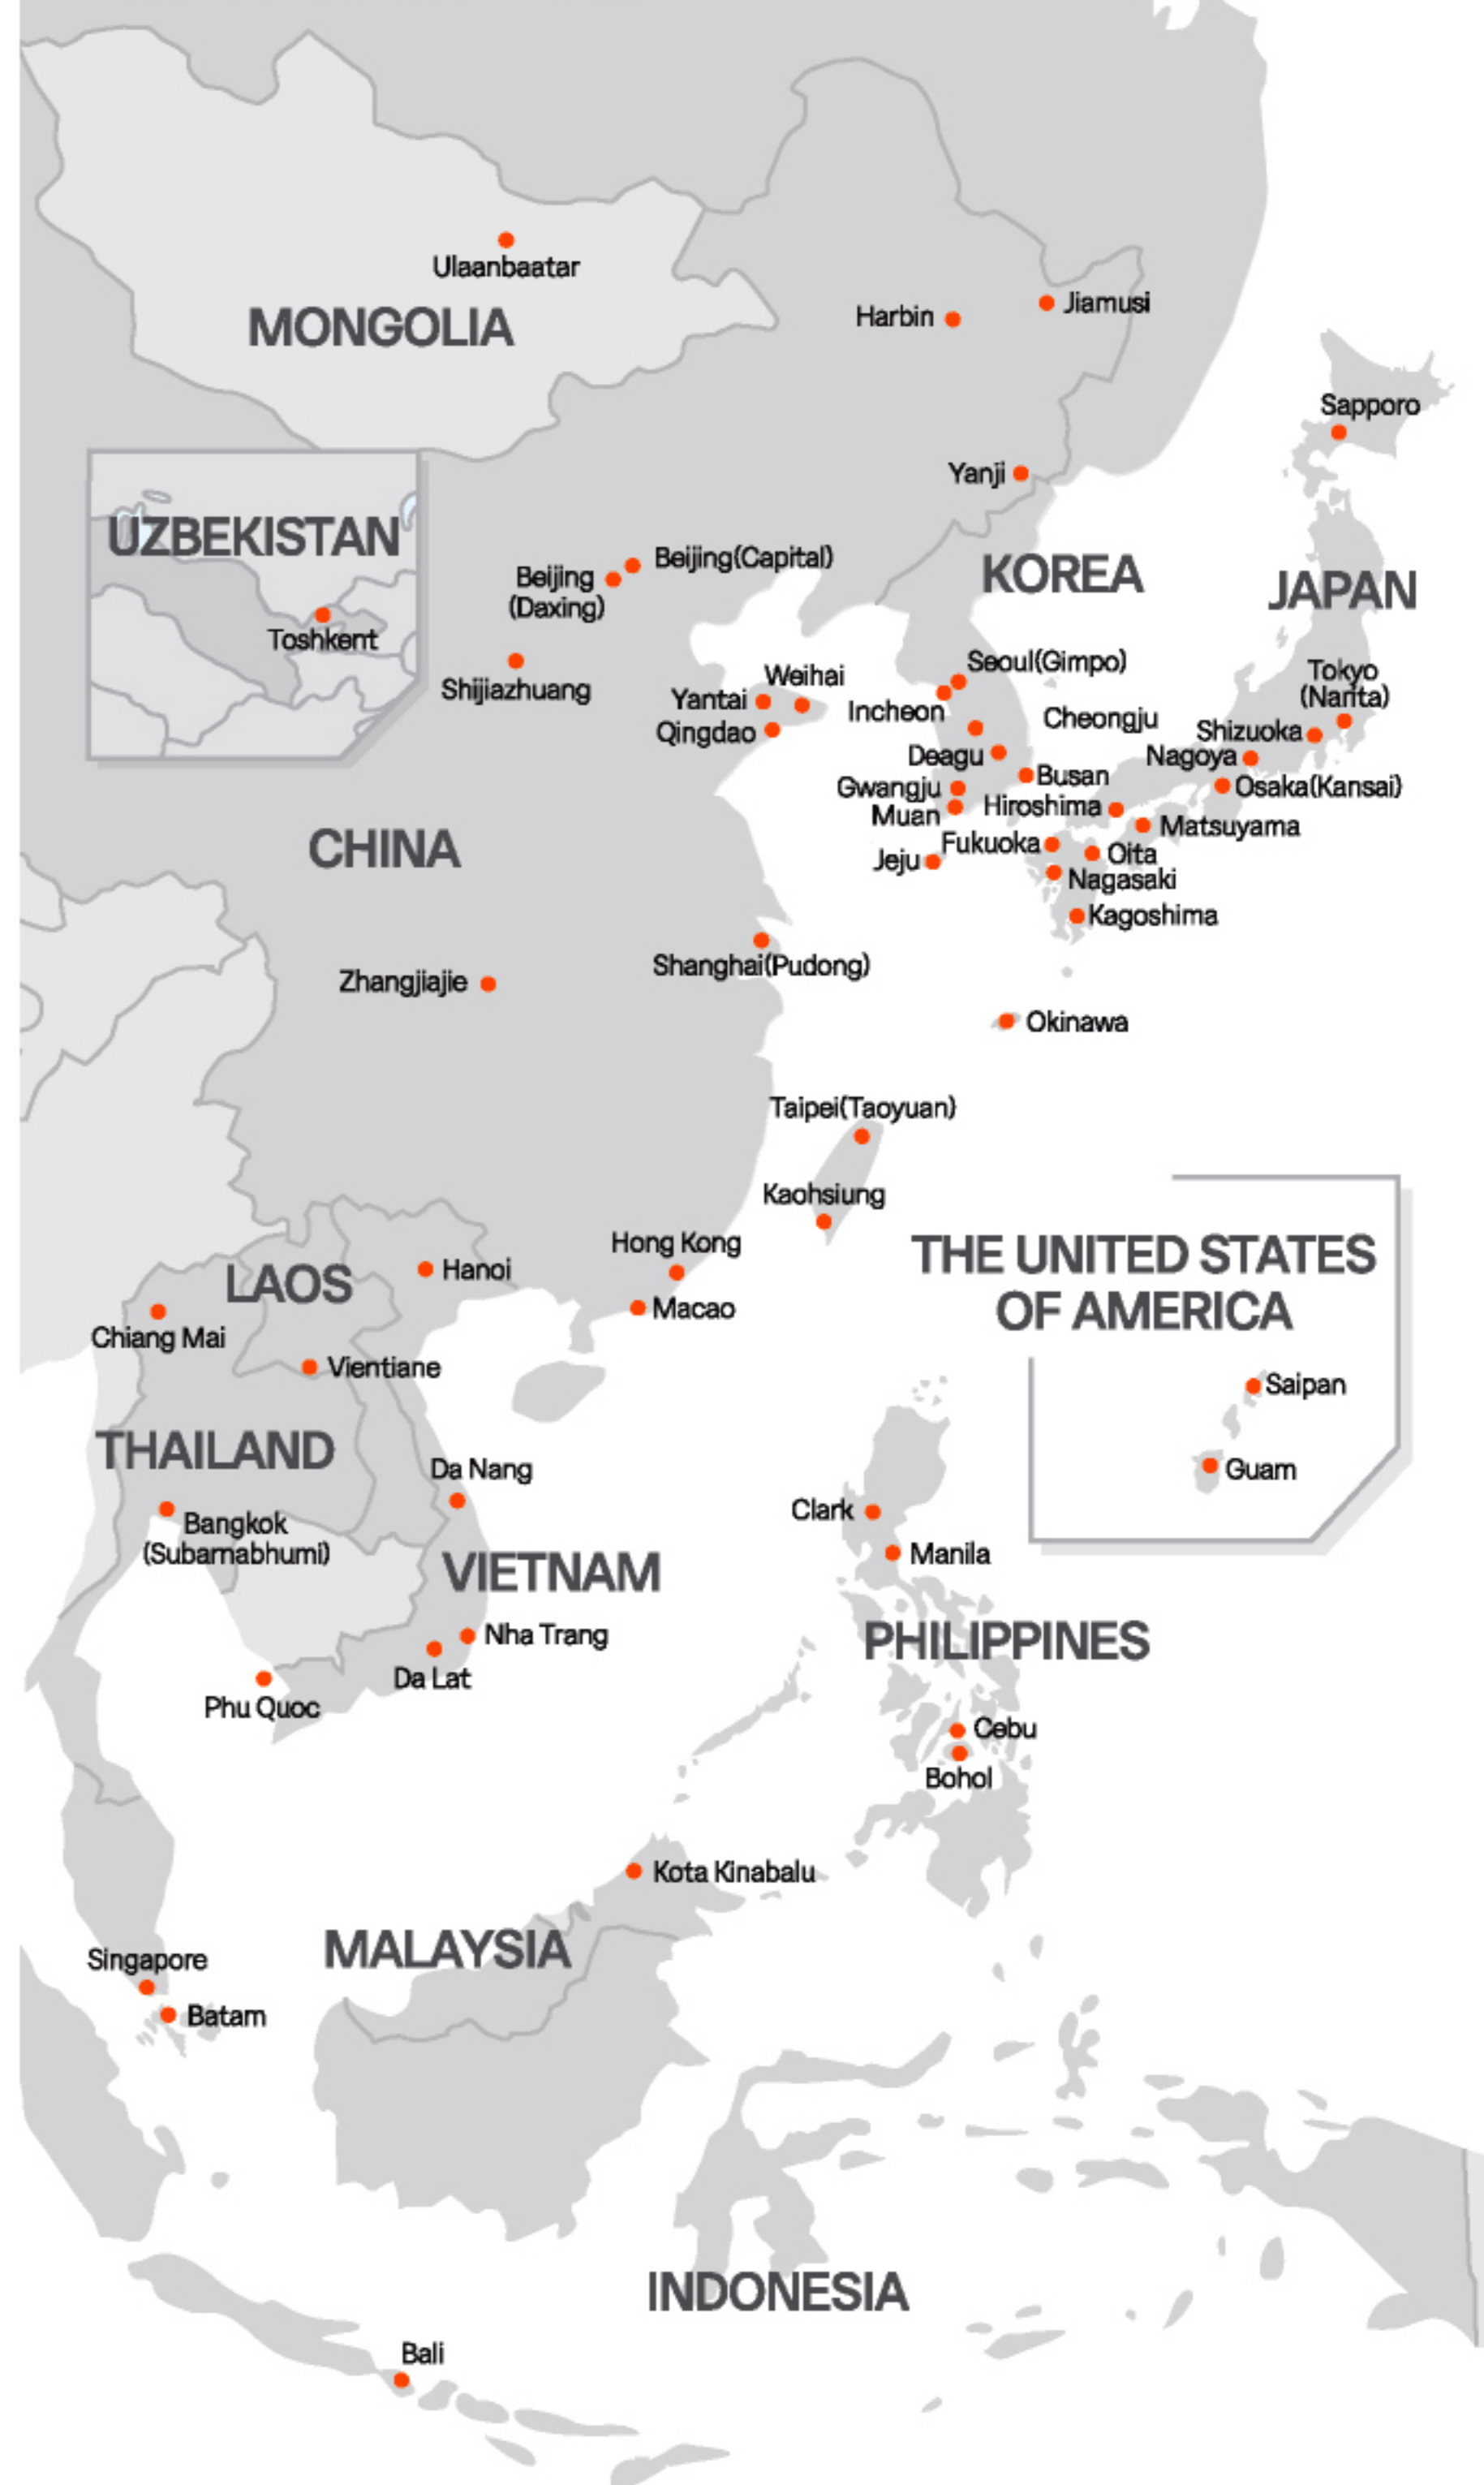 Ulaanbaatar
MONGOLIA
Harbin
Jiamusi
Sapporo
Yanji
UZBEKISTAN
Toshkent
Beijing(Capital)
Beijing
(Daxing)
KOREA
JAPAN
Shijiazhuang
Weihai
Yantai
Qingdao
Seoul(Gimpo)
Incheon
Cheongju
Deagu
Busan
Gwangju
Muan
Jeju
Tokyo
(Narita)
Shizuoka
Nagoya
Osaka(Kansai)
Hiroshima
Matsuyama
Fukuoka
Oita
Nagasaki
Kagoshima
CHINA
Shanghai(Pudong)
Zhangjiajie
Okinawa
Taipei(Taoyuan)
Kaohsiung
Hong Kong
Macao
Hanoi
LAOS
Chiang Mai
Vientiane
THE UNITED STATES
OF AMERICA
Saipan
Guam
THAILAND
Bangkok
(Subarnabhumi)
Da Nang
VIETNAM
Nha Trang
Da Lat
Phu Quoc
Clark
Manila
PHILIPPINES
Cebu
Bohol
Kota Kinabalu
MALAYSIA
Singapore
Batam
INDONESIA
Bali